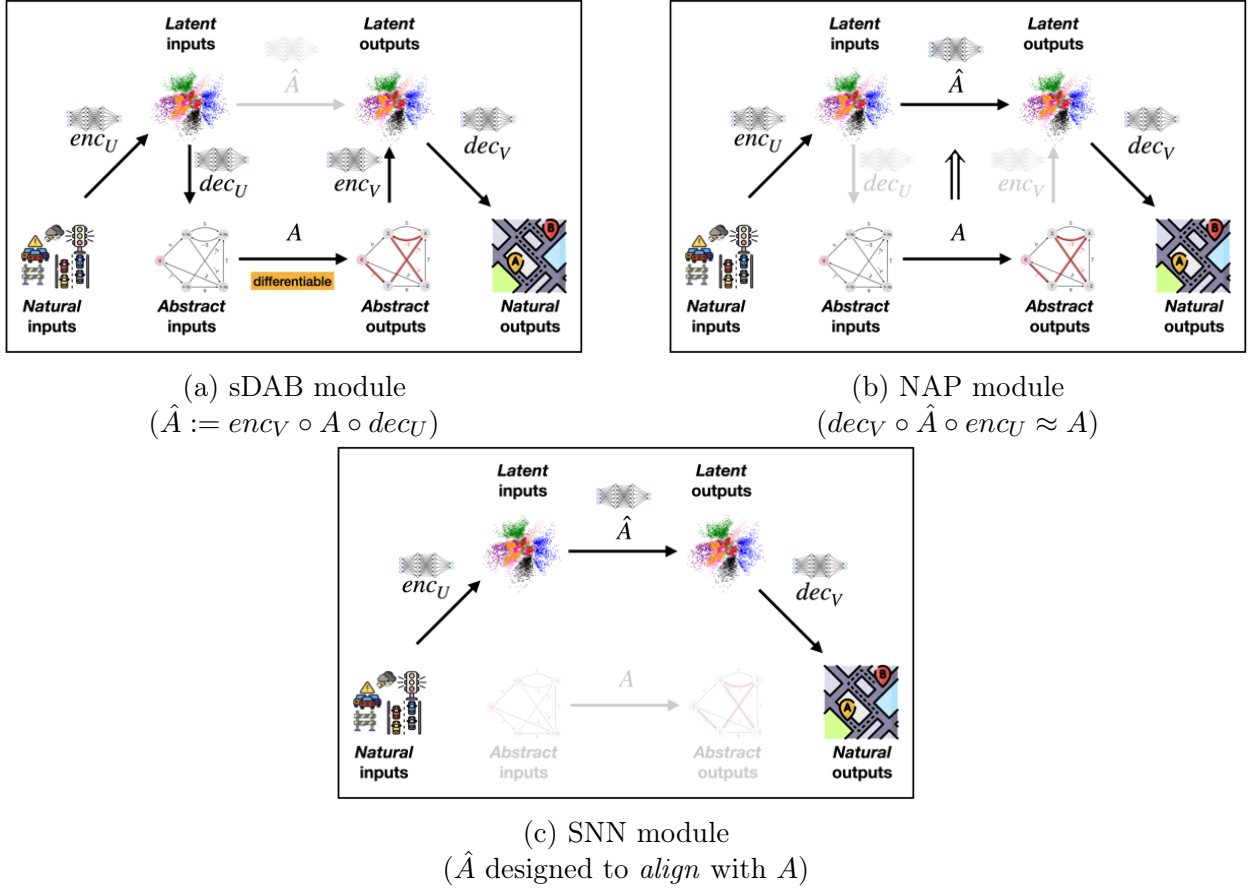 Latent
inputs
Latent
outputs
Â
enc_U
dec_U
enc_V
dec_V
A
differentiable
A
B
Natural
inputs
Abstract
inputs
Abstract
outputs
Natural
outputs
(a) sDAB module
(Â := enc_V ∘ A ∘ dec_U)
Latent
inputs
Latent
outputs
Â
enc_U
dec_U
enc_V
dec_V
A
A
B
Natural
inputs
Abstract
inputs
Abstract
outputs
Natural
outputs
(b) NAP module
(dec_V ∘ Â ∘ enc_U ≈ A)
Latent
inputs
Latent
outputs
Â
enc_U
dec_V
A
A
B
Natural
inputs
Abstract
inputs
Abstract
outputs
Natural
outputs
(c) SNN module
(Â designed to align with A)